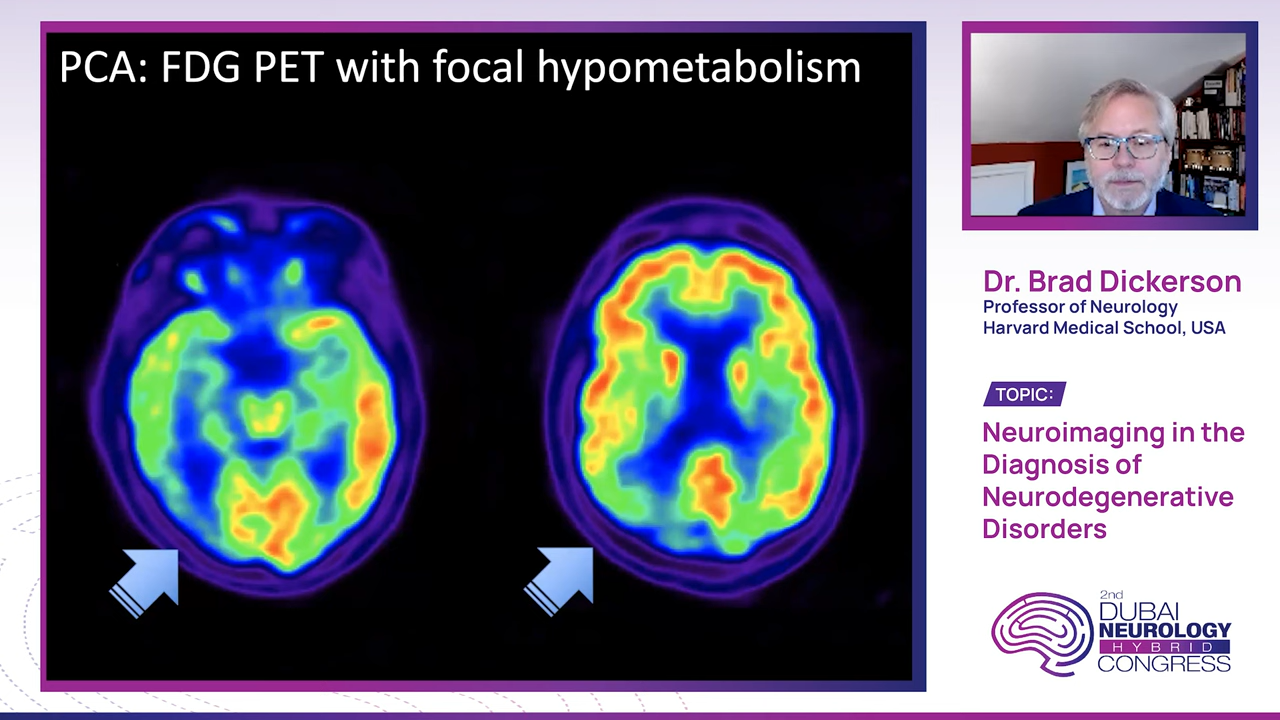 PCA: FDG PET with focal hypometabolism
Dr. Brad Dickerson
Professor of Neurology
Harvard Medical School, USA
TOPIC:
Neuroimaging in the
Diagnosis of
Neurodegenerative
Disorders
2nd
DUBAI
NEUROLOGY
HYBRID
CONGRESS